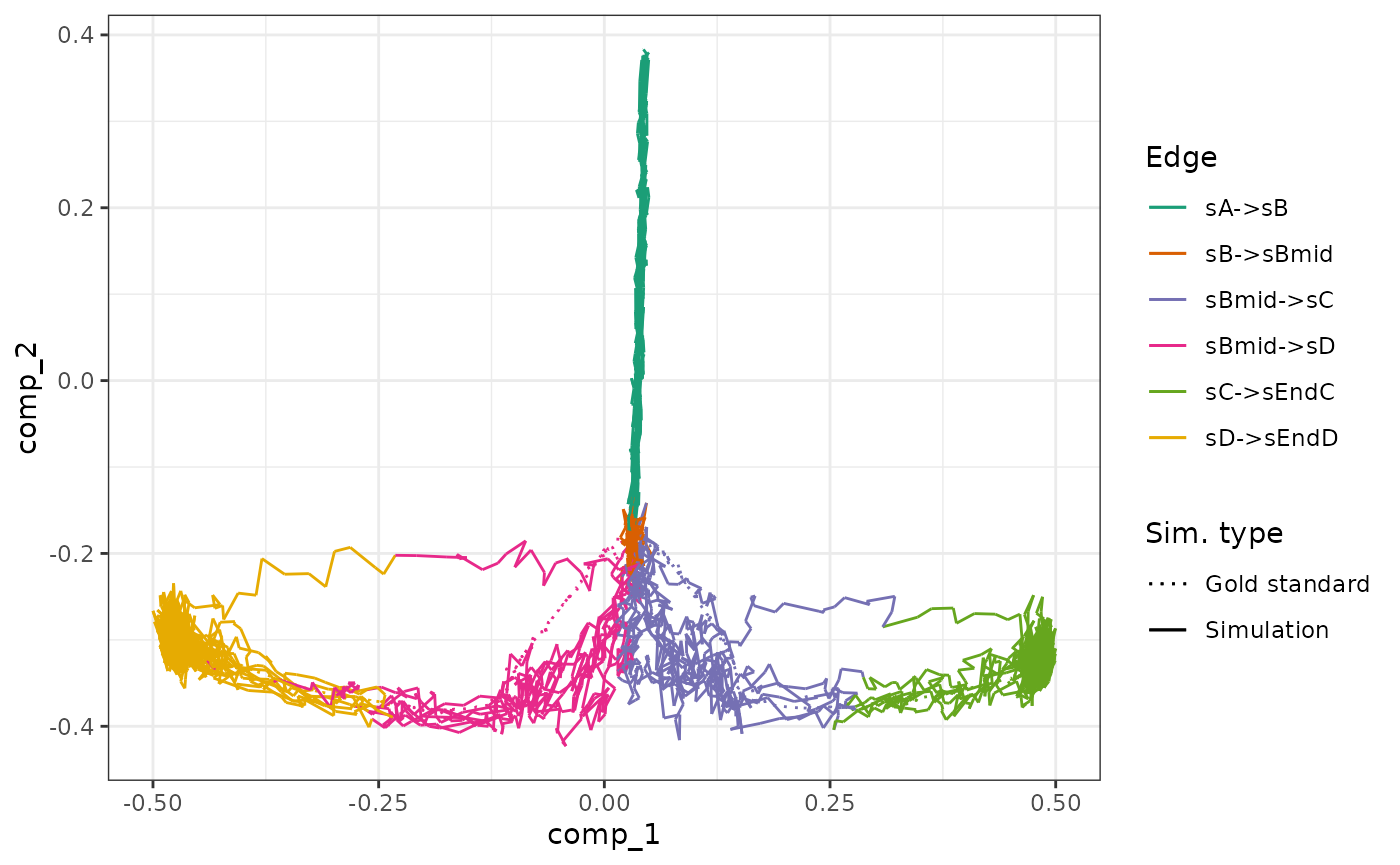 0.4
0.2
0.0
-0.2
-0.4
comp_2
-0.50
-0.25
0.00
0.25
0.50
comp_1
Edge
sA->sB
sB->sBmid
sBmid->sC
sBmid->sD
sC->sEndC
sD->sEndD
Sim. type
Gold standard
Simulation